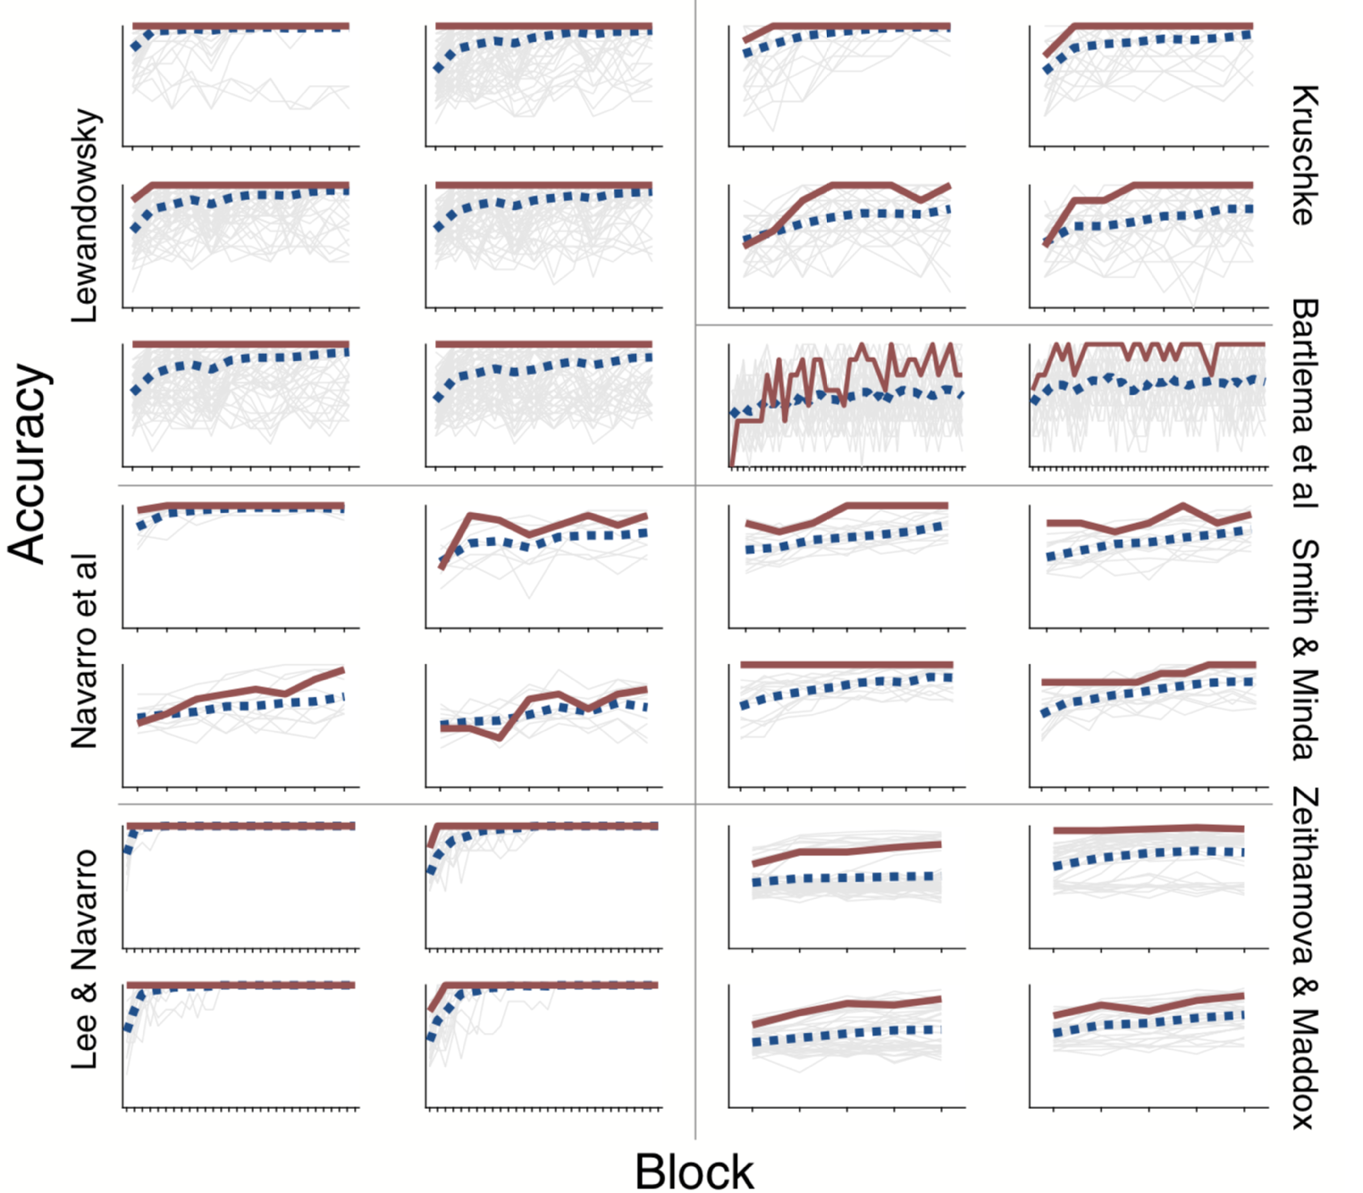 Lewandowsky
Kruschke
Bartlema et al
Accuracy
Navarro et al
Smith & Minda
Lee & Navarro
Zeithamova & Maddox
Block